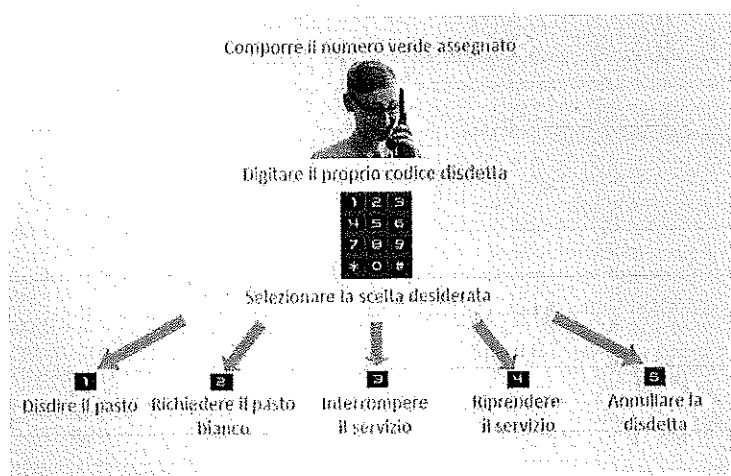 Comporre il numero verde assegnato
Digitare il proprio codice disdetta
1 2 3
4 5 6
7 8 9
* 0 #
Selezionare la scelta desiderata
1 2 3 4 5
Disdire il pasto Richiedere il pasto Interrompere Riprendere Annullare la
bianco il servizio il servizio disdetta